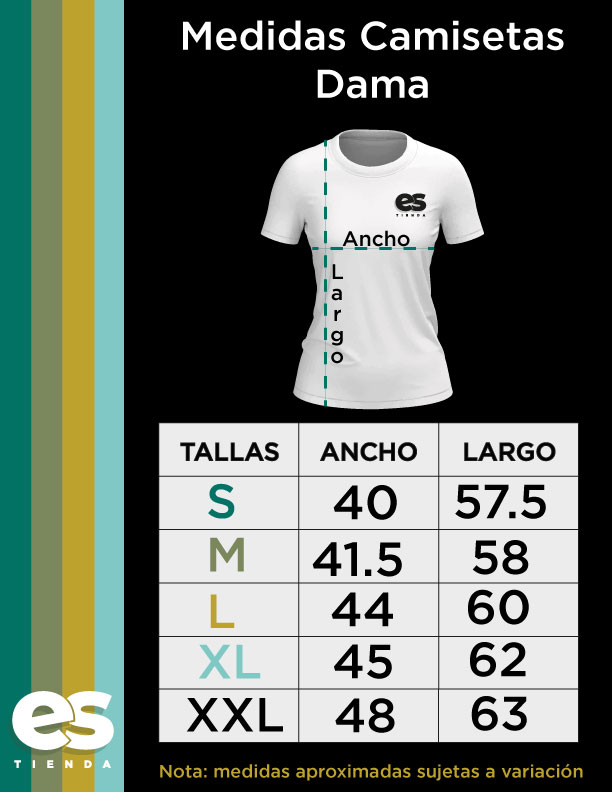 Medidas Camisetas
Dama
es
TIENDA
Ancho
Largo
TALLAS ANCHO LARGO
S 40 57.5
M 41.5 58
L 44 60
XL 45 62
XXL 48 63
es
TIENDA
Nota: medidas aproximadas sujetas a variación